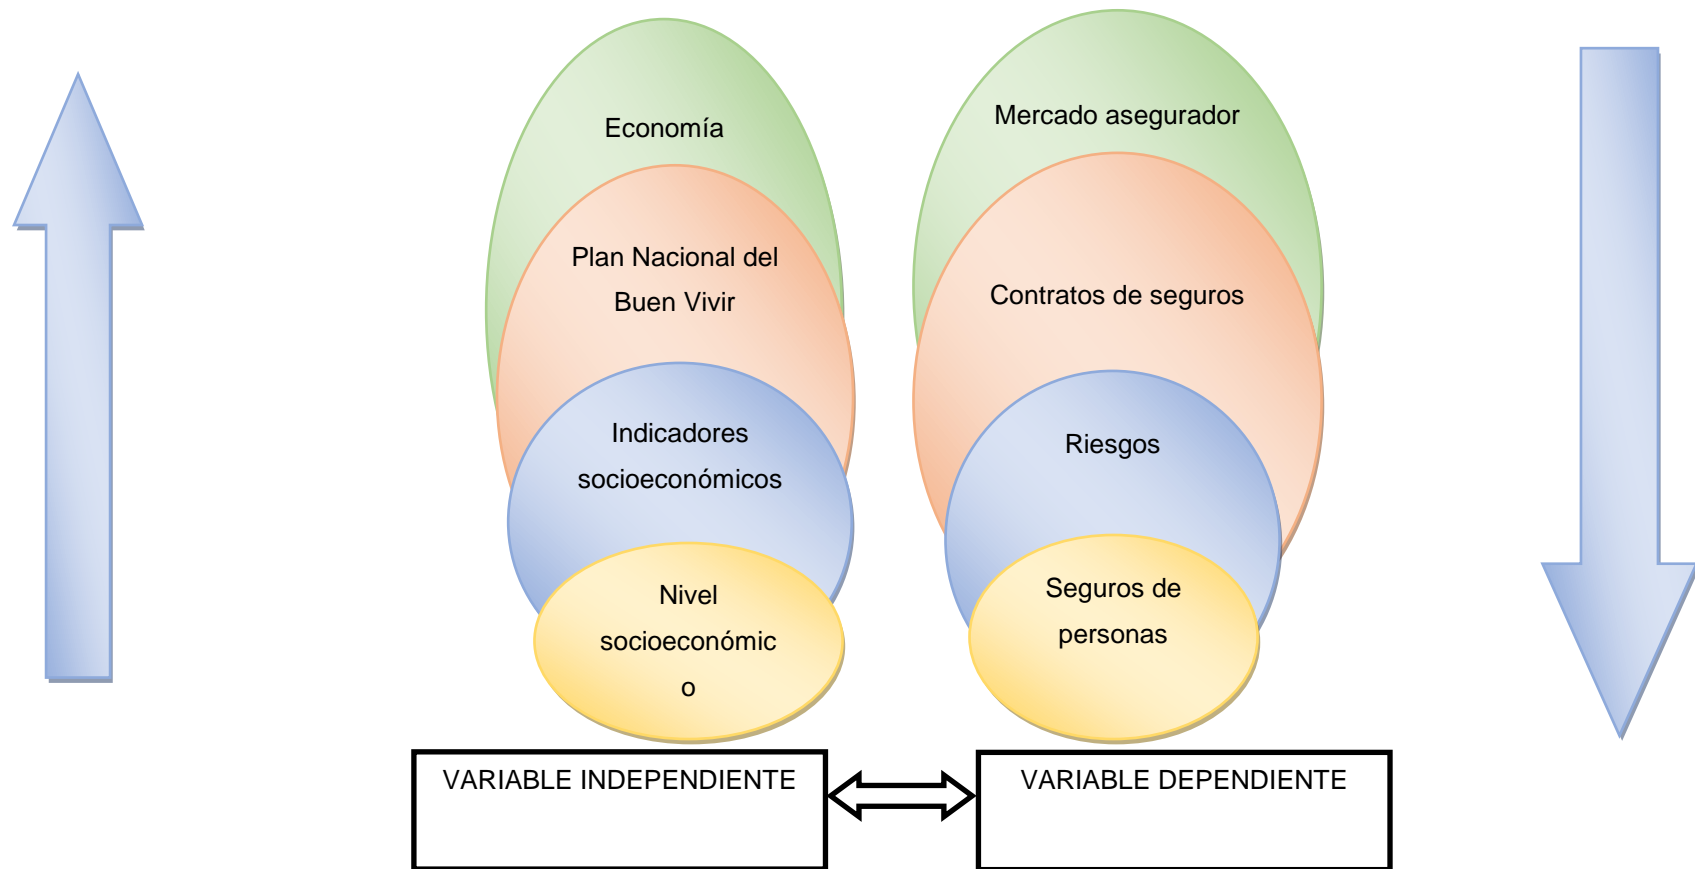 Economía
Plan Nacional del
Buen Vivir
Indicadores
socioeconómicos
Nivel
socioeconómic
o
VARIABLE INDEPENDIENTE
Mercado asegurador
Contratos de seguros
Riesgos
Seguros de
personas
VARIABLE DEPENDIENTE